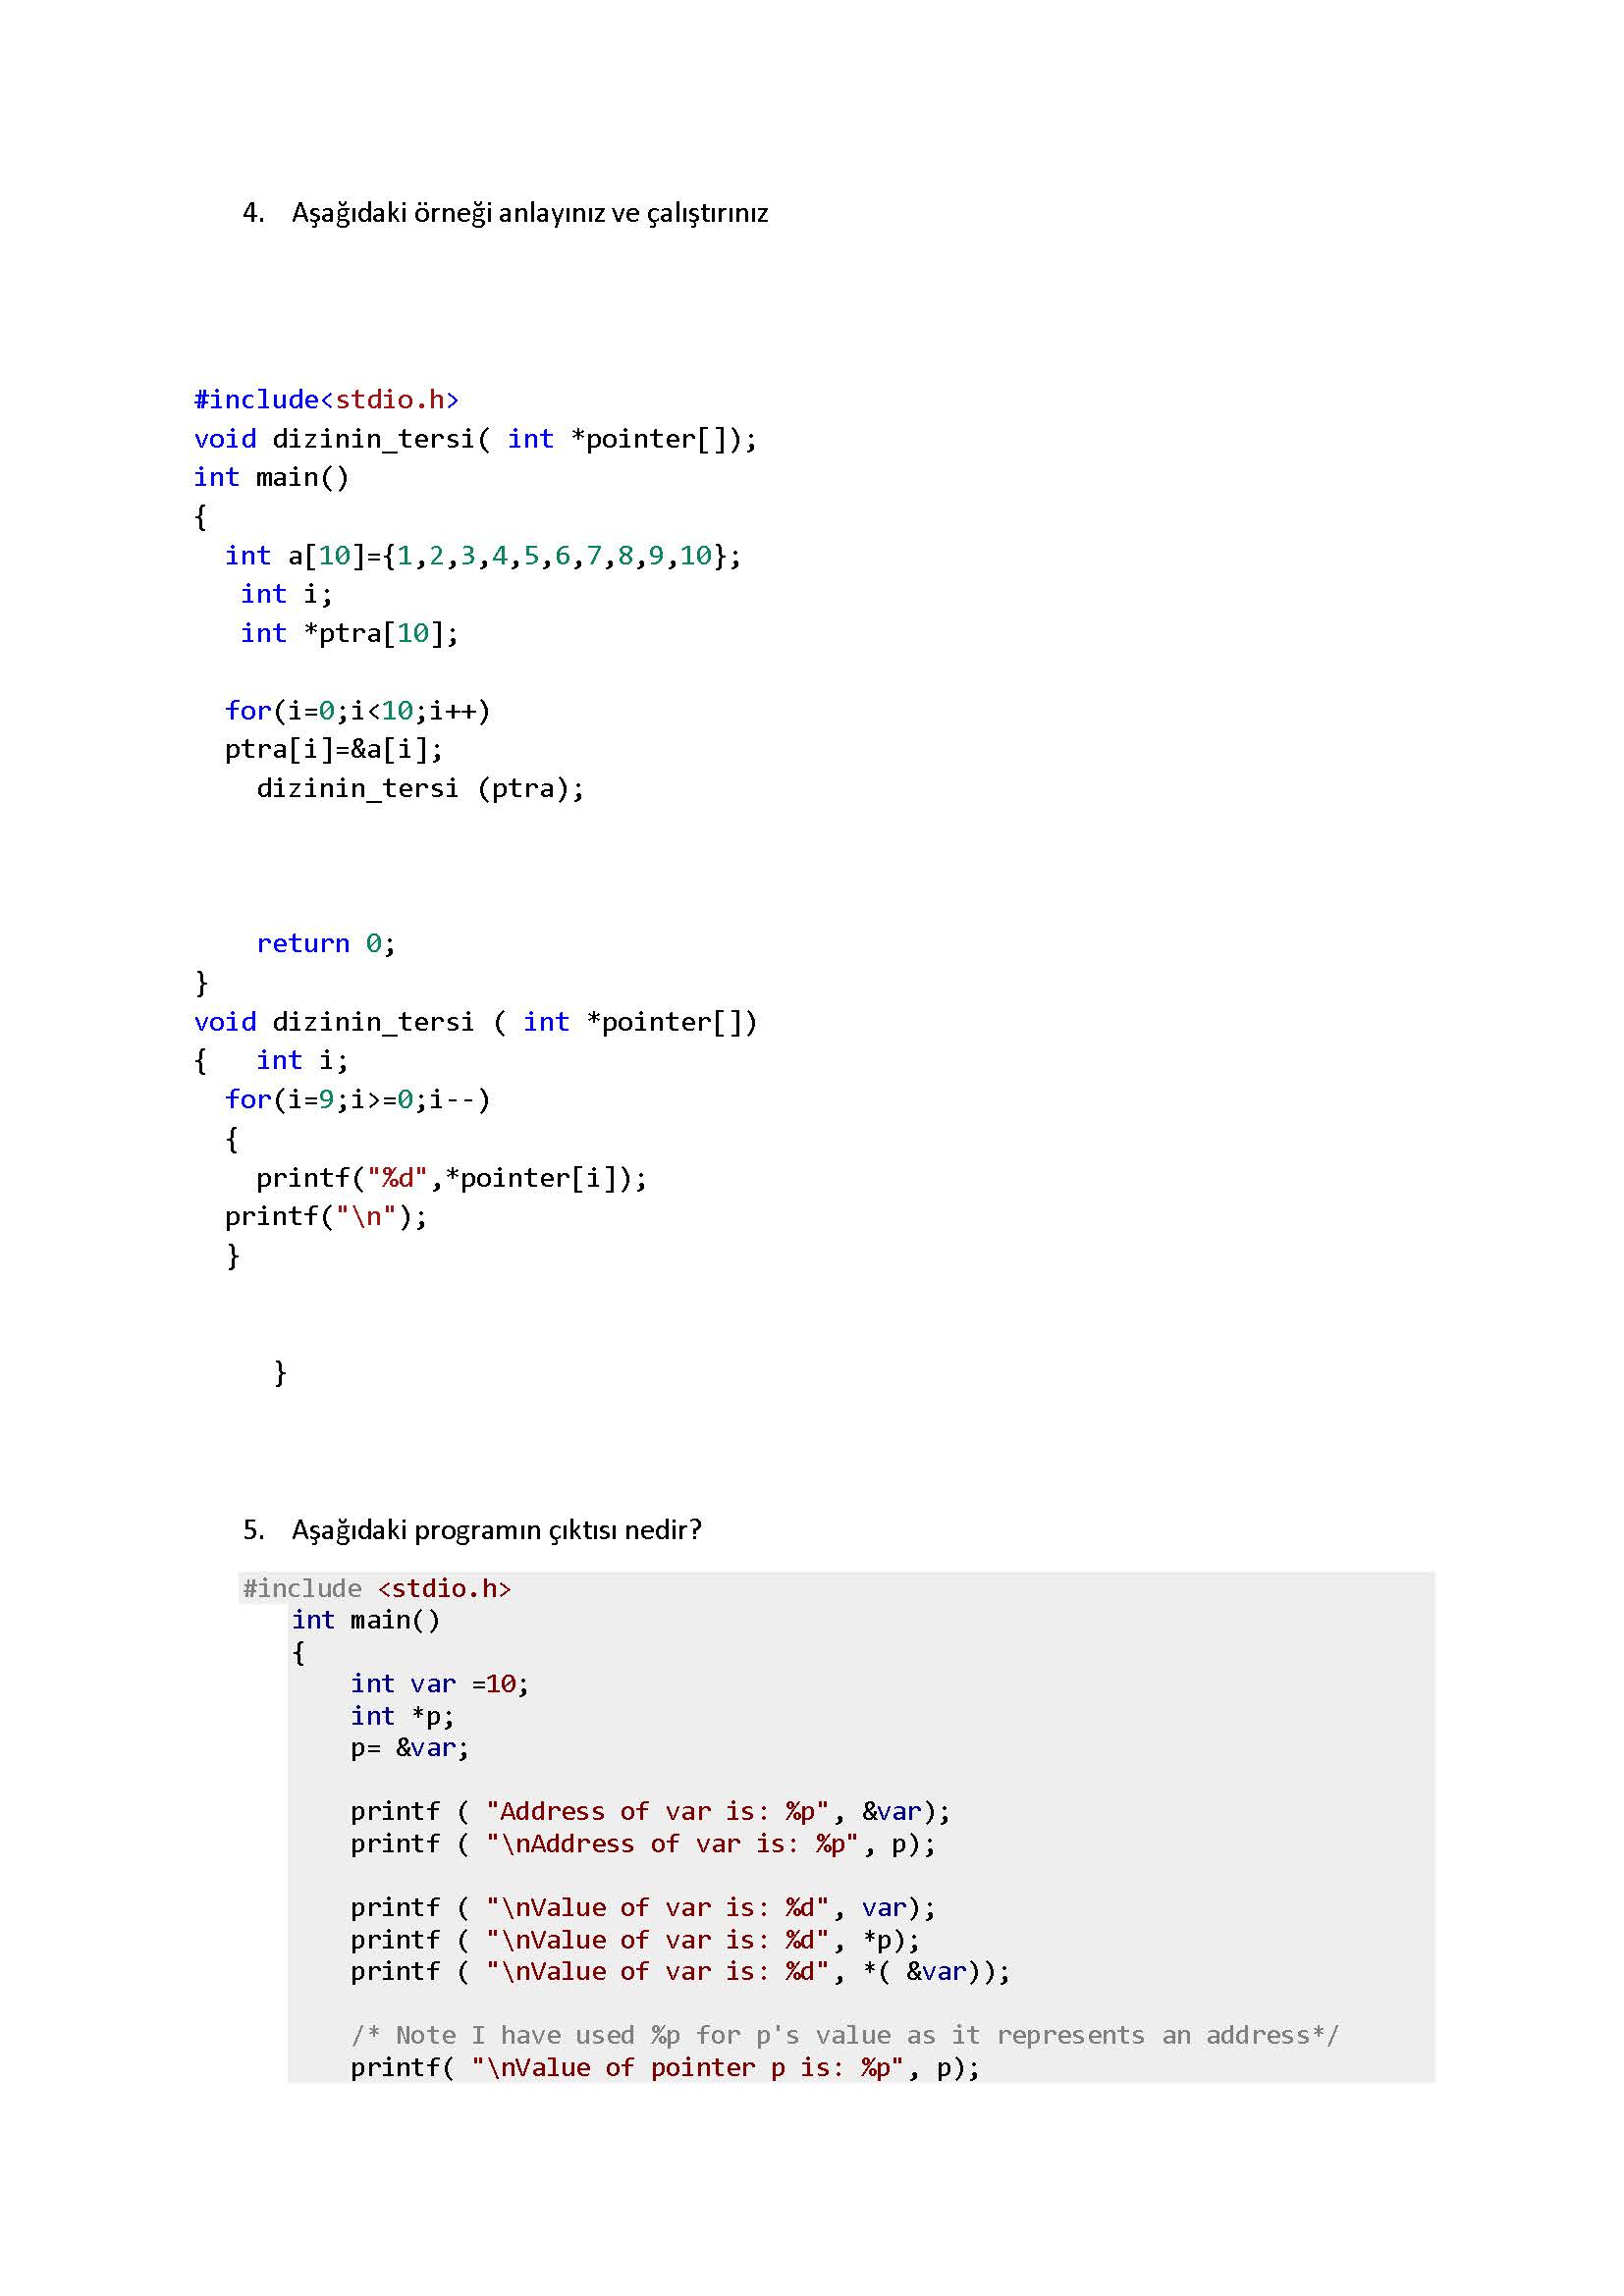 4. Aşağıdaki örneği anlayınız ve çalıştırınız
#include<stdio.h>
void dizinin_tersi( int *pointer[]);
int main()
{
int a[10]={1,2,3,4,5,6,7,8,9,10};
int i;
int *ptra[10];
for(i=0;i<10;i++)
ptra[i]=&a[i];
dizinin_tersi (ptra);
return 0;
}
void dizinin_tersi ( int *pointer[])
{ int i;
for(i=9;i>=0;i--)
{
printf("%d",*pointer[i]);
printf("\n");
}
}
5. Aşağıdaki programın çıktısı nedir?
#include <stdio.h>
int main()
{
int var =10;
int *p;
p= &var;
printf ( "Address of var is: %p", &var);
printf ( "\nAddress of var is: %p", p);
printf ( "\nValue of var is: %d", var);
printf ( "\nValue of var is: %d", *p);
printf ( "\nValue of var is: %d", *( &var));
/* Note I have used %p for p's value as it represents an address*/
printf( "\nValue of pointer p is: %p", p);